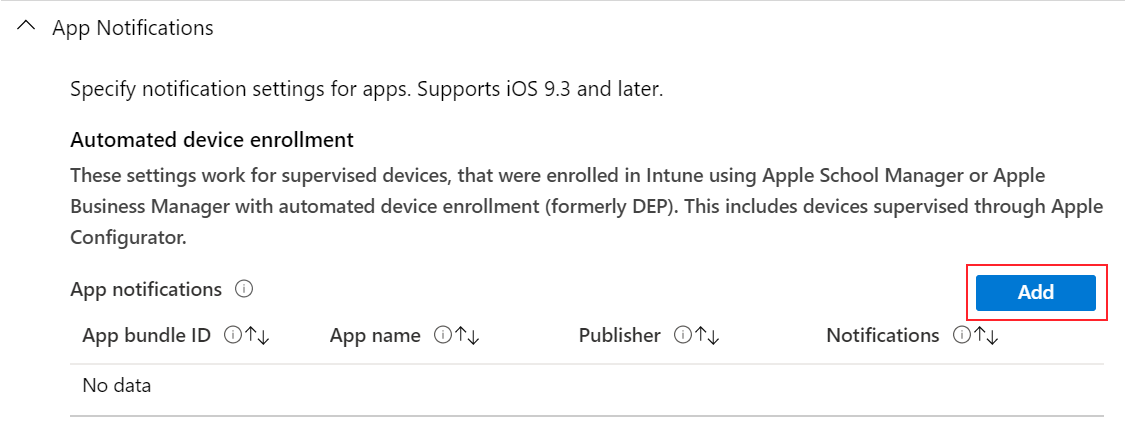 App Notifications
Specify notification settings for apps. Supports iOS 9.3 and later.
Automated device enrollment
These settings work for supervised devices, that were enrolled in Intune using Apple School Manager or Apple
Business Manager with automated device enrollment (formerly DEP). This includes devices supervised through Apple
Configurator.
App notifications
Add
App bundle ID App name Publisher Notifications
No data